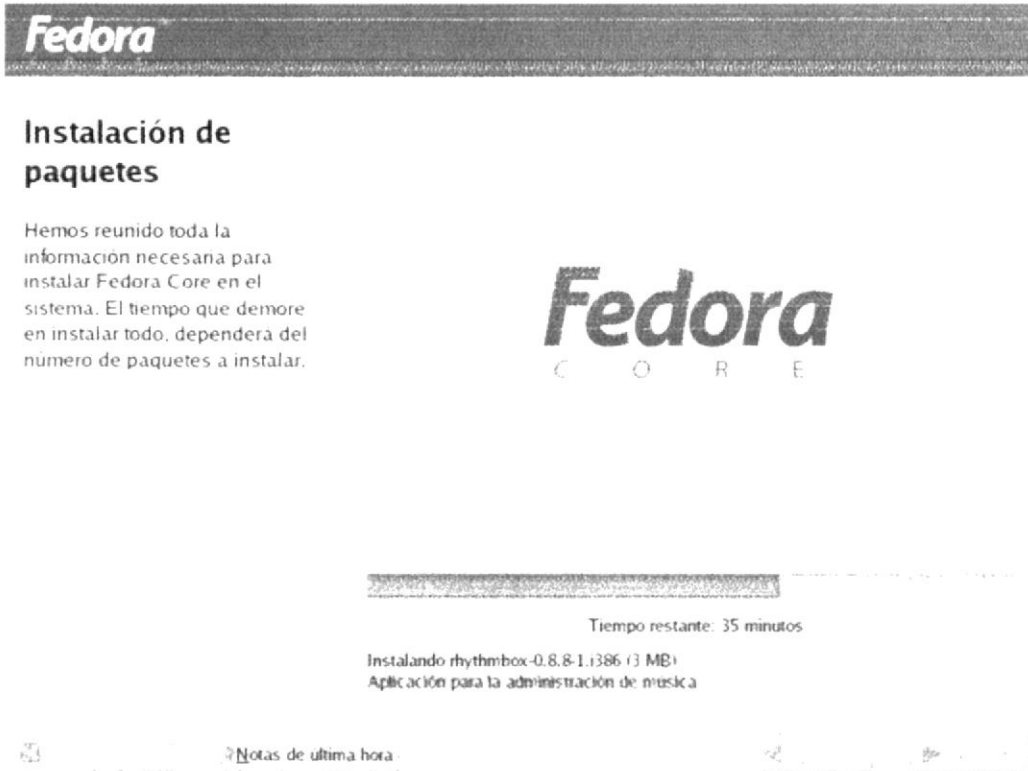 Fedora
Instalación de
paquetes
Hemos reunido toda la
información necesaria para
instalar Fedora Core en el
sistema. El tiempo que demore
en instalar todo, dependerá del
número de paquetes a instalar.
Fedora
C O R E
Tiempo restante: 35 minutos
Instalando rhythmbox-0.8.8-1.i386 (3 MB)
Aplicación para la administración de música
Notas de última hora